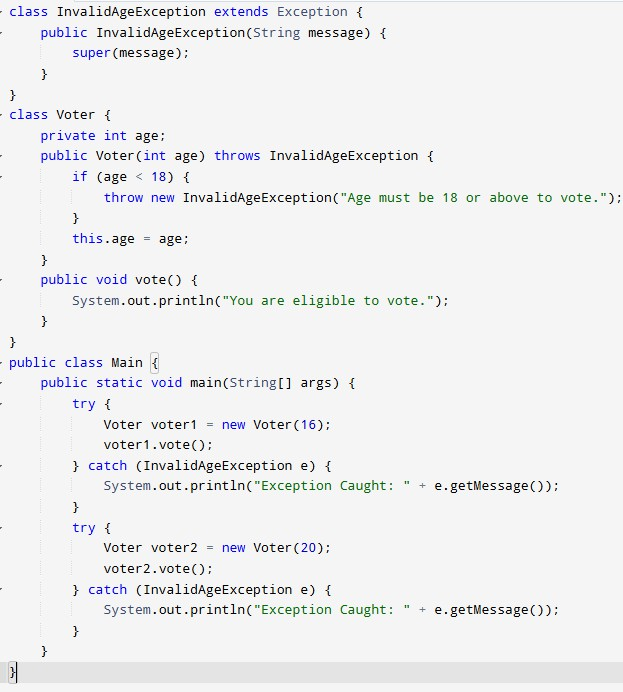 class InvalidAgeException extends Exception {
    public InvalidAgeException(String message) {
        super(message);
    }
}
class Voter {
    private int age;
    public Voter(int age) throws InvalidAgeException {
        if (age < 18) {
            throw new InvalidAgeException("Age must be 18 or above to vote.");
        }
        this.age = age;
    }
    public void vote() {
        System.out.println("You are eligible to vote.");
    }
}
public class Main {
    public static void main(String[] args) {
        try {
            Voter voter1 = new Voter(16);
            voter1.vote();
        } catch (InvalidAgeException e) {
            System.out.println("Exception Caught: " + e.getMessage());
        }
        try {
            Voter voter2 = new Voter(20);
            voter2.vote();
        } catch (InvalidAgeException e) {
            System.out.println("Exception Caught: " + e.getMessage());
        }
    }
}